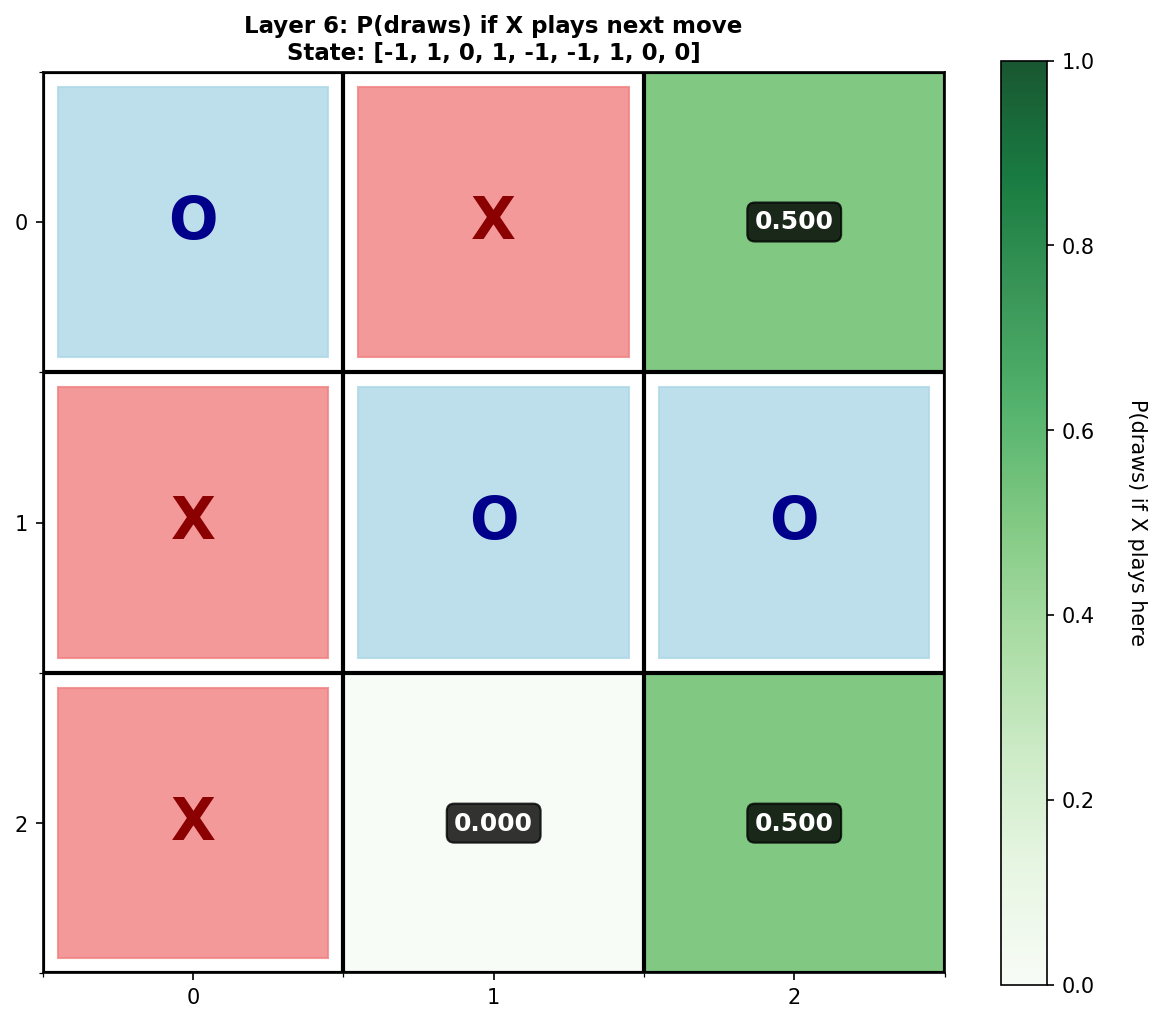 Layer 6: P(draws) if X plays next move
State: [-1, 1, 0, 1, -1, -1, 1, 0, 0]
0
O
X
0.500
1
X
O
O
2
X
0.000
0.500
0
1
2
1.0
0.8
0.6
0.4
0.2
0.0
P(draws) if X plays here